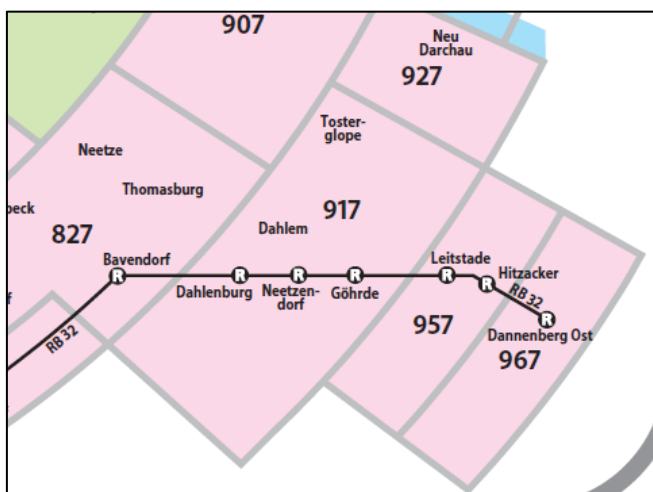 907
Neu
Darchau
927
Toster-
glope
Neetze
Thomasburg
917
Dahlem
827
Bavendorf
Leitstade
Hitzacker
Dahlenburg
Neetzen-
dorf
Göhrde
RB 32
957
Dannenberg Ost
967
RB 32
R
R
R
R
R
R
R